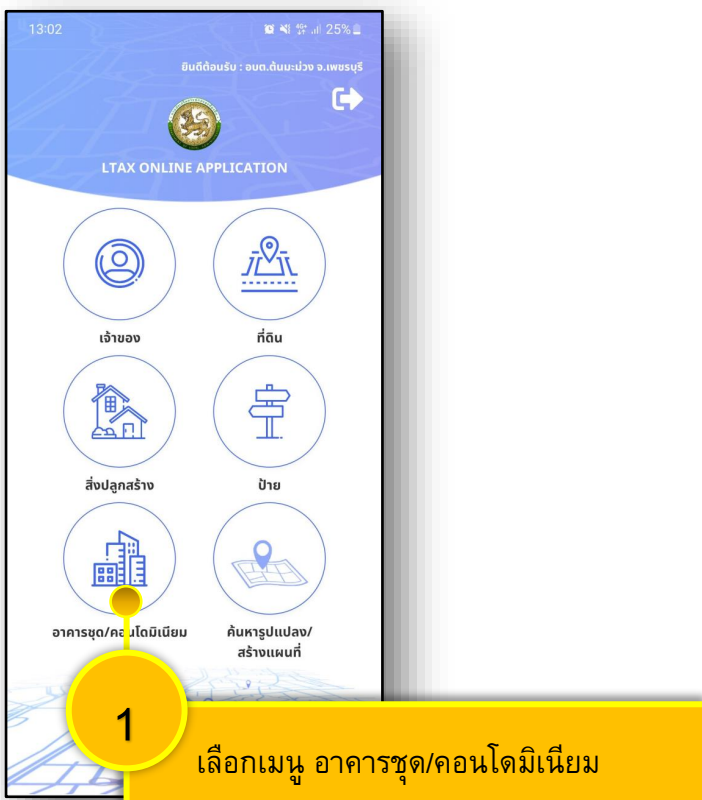 13:02
4G+
25%
ยินดีต้อนรับ : อบต.ต้นมะม่วง จ.เพชรบุรี
LTAX ONLINE APPLICATION
เจ้าของ
ที่ดิน
สิ่งปลูกสร้าง
ป้าย
อาคารชุด/คอนโดมิเนียม
ค้นหารูปแปลง/
สร้างแผนที่
1
เลือกเมนู อาคารชุด/คอนโดมิเนียม